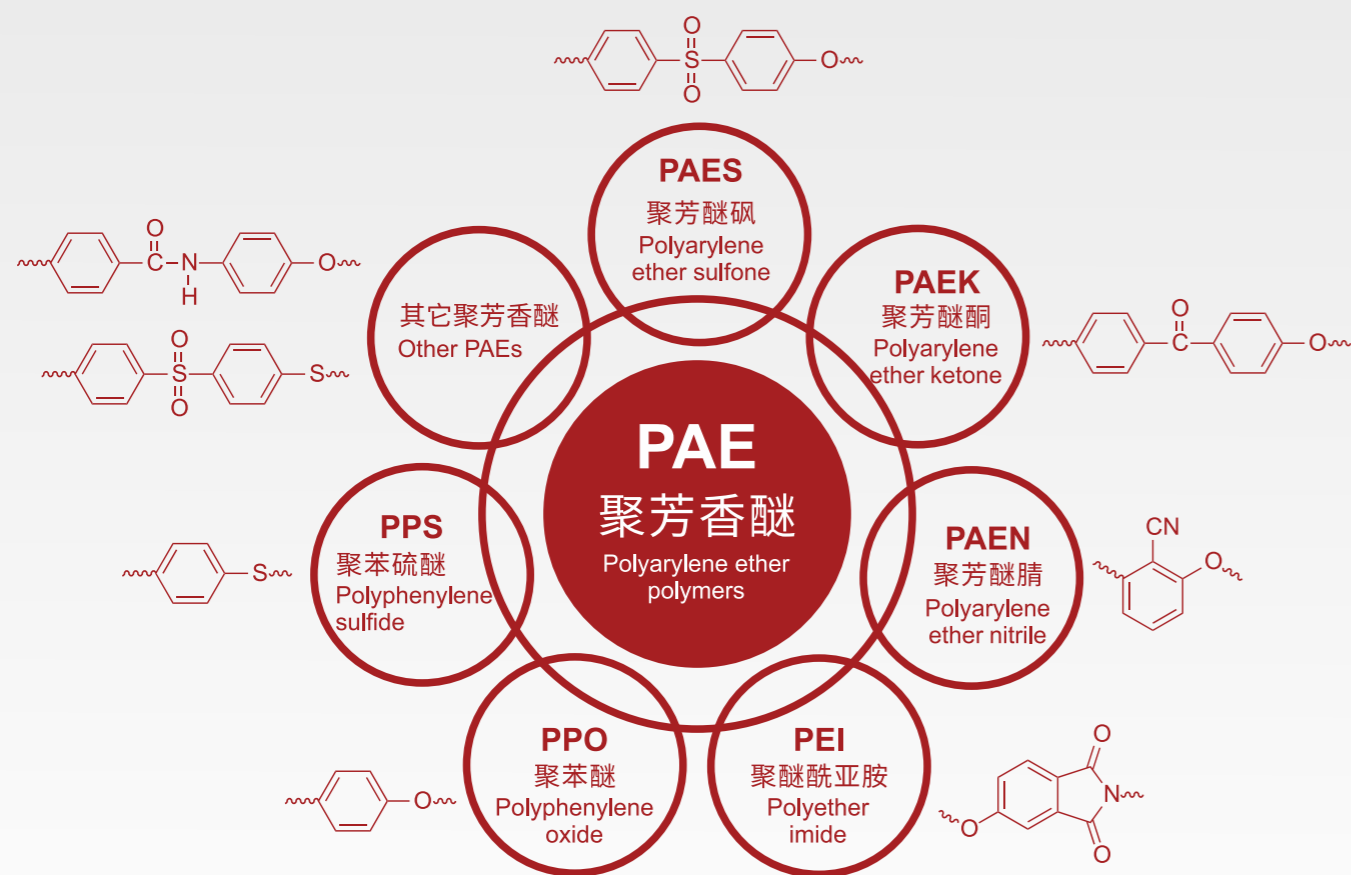 PAES
聚芳醚砜
Polyarylene
ether sulfone
PAEK
聚芳醚酮
Polyarylene
ether ketone
PAEN
聚芳醚腈
Polyarylene
ether nitrile
PEI
聚醚酰亚胺
Polyether
imide
PPO
聚苯醚
Polyphenylene
oxide
PPS
聚苯硫醚
Polyphenylene
sulfide
其它聚芳香醚
Other PAEs
PAE
聚芳香醚
Polyarylene ether
polymers
O
S
O
O
O
C
O
CN
O
O
N
O
O
O
S
O
C
N
H
O
O
S
O
S